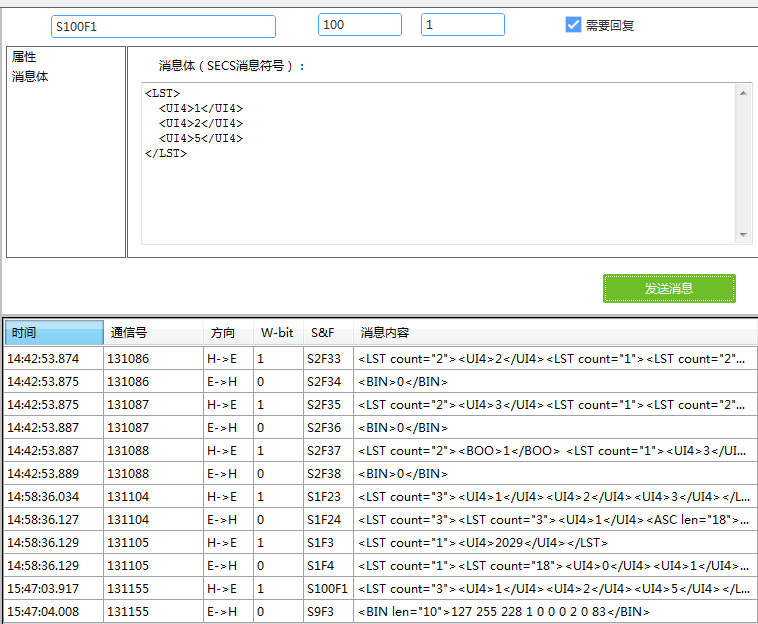 S100F1 100 1 需要回复
属性
消息体
消息体（SECS消息符号）：
<LST>
<UI4>1</UI4>
<UI4>2</UI4>
<UI4>5</UI4>
</LST>
发送消息
时间 通信号 方向 W-bit S&F 消息内容
14:42:53.874 131086 H->E 1 S2F33 <LST count="2"><UI4>2</UI4><LST count="1"><LST count="2"...
14:42:53.875 131086 E->H 0 S2F34 <BIN>0</BIN>
14:42:53.875 131087 H->E 1 S2F35 <LST count="2"><UI4>3</UI4><LST count="1"><LST count="2"...
14:42:53.887 131087 E->H 0 S2F36 <BIN>0</BIN>
14:42:53.887 131088 H->E 1 S2F37 <LST count="2"><BOO>1</BOO> <LST count="1"><UI4>3</UI...
14:42:53.889 131088 E->H 0 S2F38 <BIN>0</BIN>
14:58:36.034 131104 H->E 1 S1F23 <LST count="3"><UI4>1</UI4><UI4>2</UI4><UI4>3</UI4></L...
14:58:36.127 131104 E->H 0 S1F24 <LST count="3"><LST count="3"><UI4>1</UI4><ASC len="18">...
14:58:36.129 131105 H->E 1 S1F3 <LST count="1"><UI4>2029</UI4></LST>
14:58:36.129 131105 E->H 0 S1F4 <LST count="1"><LST count="18"><UI4>0</UI4><UI4>1</UI4>...
15:47:03.917 131155 H->E 1 S100F1 <LST count="3"><UI4>1</UI4><UI4>2</UI4><UI4>5</UI4></L...
15:47:04.008 131155 E->H 0 S9F3 <BIN len="10">127 255 228 1 0 0 0 2 0 83</BIN>